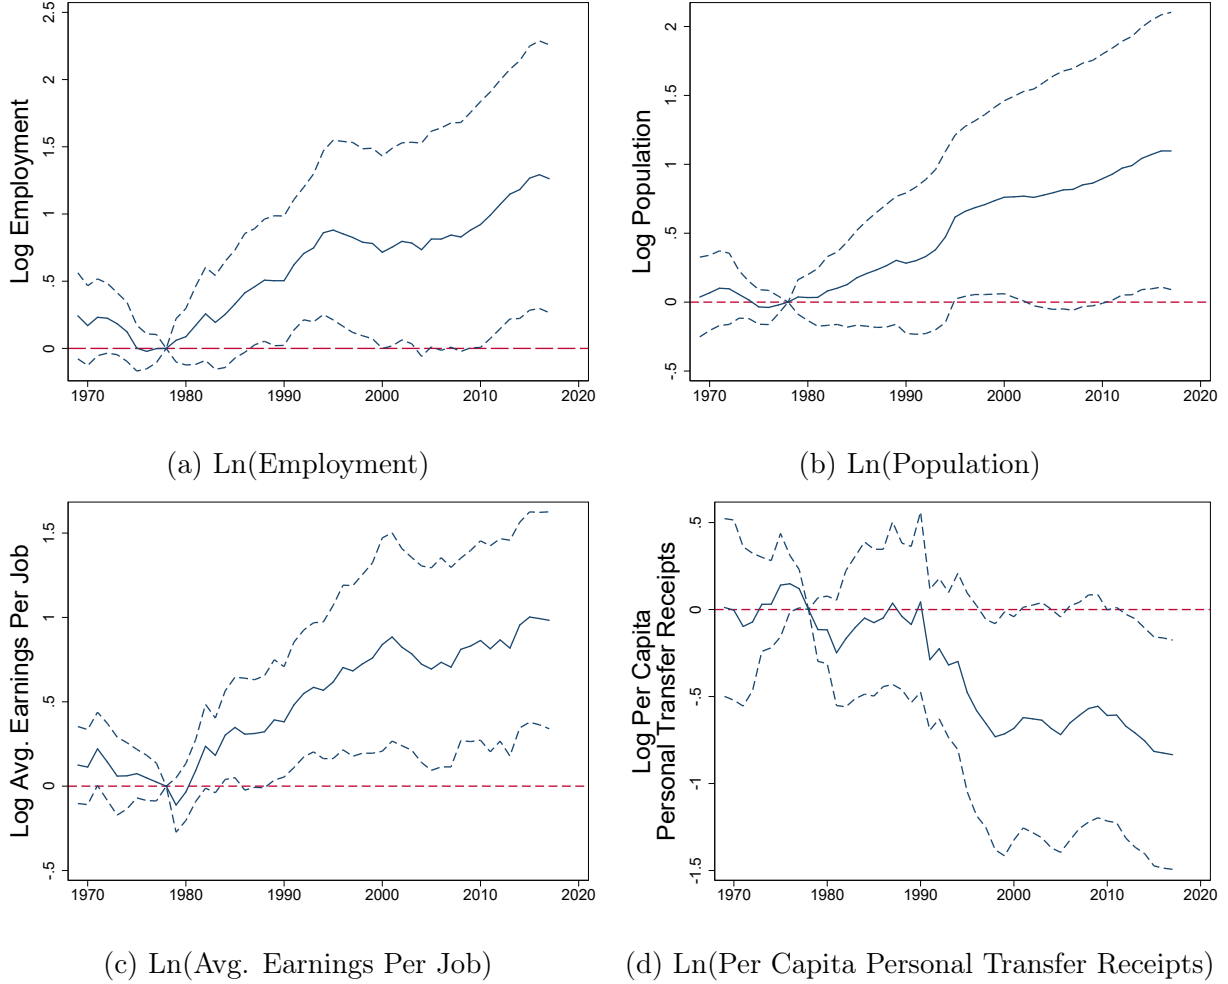 Log Employment
2.5
2
1.5
1
.5
0
1970 1980 1990 2000 2010 2020
(a) Ln(Employment)
Log Population
2
1.5
1
.5
0
-.5
1970 1980 1990 2000 2010 2020
(b) Ln(Population)
Log Avg. Earnings Per Job
1.5
1
.5
0
-.5
1970 1980 1990 2000 2010 2020
(c) Ln(Avg. Earnings Per Job)
Log Per Capita
Personal Transfer Receipts
.5
0
-.5
-1
-1.5
1970 1980 1990 2000 2010 2020
(d) Ln(Per Capita Personal Transfer Receipts)